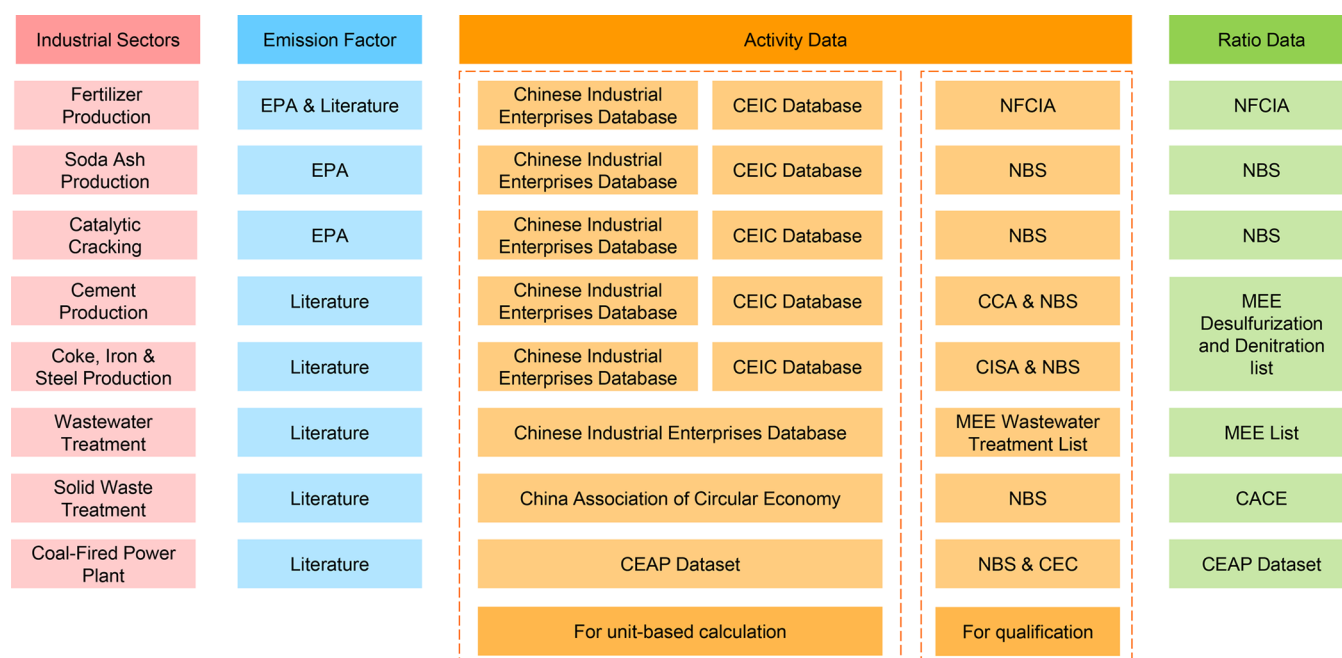 Industrial Sectors
Emission Factor
Activity Data
Ratio Data
Fertilizer
Production
EPA & Literature
Chinese Industrial
Enterprises Database
CEIC Database
NFCIA
NFCIA
Soda Ash
Production
EPA
Chinese Industrial
Enterprises Database
CEIC Database
NBS
NBS
Catalytic
Cracking
EPA
Chinese Industrial
Enterprises Database
CEIC Database
NBS
NBS
Cement
Production
Literature
Chinese Industrial
Enterprises Database
CEIC Database
CCA & NBS
MEE
Desulfurization
and Denitration
list
Coke, Iron &
Steel Production
Literature
Chinese Industrial
Enterprises Database
CEIC Database
CISA & NBS
Wastewater
Treatment
Literature
Chinese Industrial Enterprises Database
MEE Wastewater
Treatment List
MEE List
Solid Waste
Treatment
Literature
China Association of Circular Economy
NBS
CACE
Coal-Fired Power
Plant
Literature
CEAP Dataset
NBS & CEC
CEAP Dataset
For unit-based calculation
For qualification